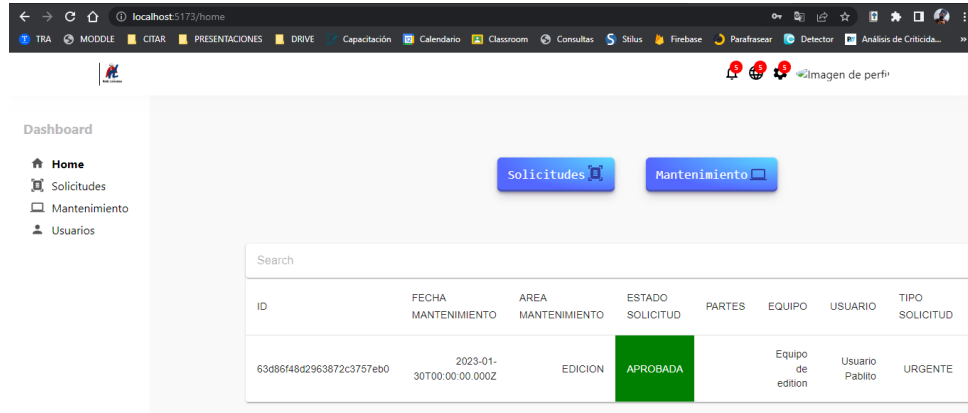 localhost:5173/home
TRA MODDLE CITAR PRESENTACIONES DRIVE Capacitación Calendario Classroom Consultas Stilus Firebase Parafrasear Detector Análisis de Criticida... »
5 5 5 Imagen de perfi
Dashboard
Home
Solicitudes
Mantenimiento
Usuarios
Solicitudes Mantenimiento
Search
ID FECHA MANTENIMIENTO AREA MANTENIMIENTO ESTADO SOLICITUD PARTES EQUIPO USUARIO TIPO SOLICITUD
63d86f48d2963872c3757eb0 2023-01-30T00:00:00.000Z EDICION APROBADA Equipo de edition Usuario Pablito URGENTE